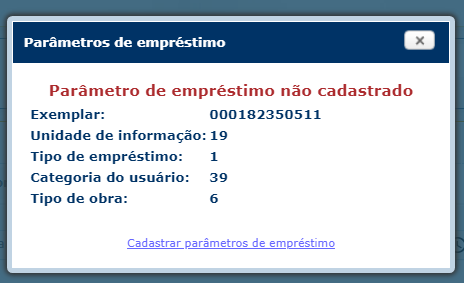 Parâmetros de empréstimo
Parâmetro de empréstimo não cadastrado
Exemplar: 000182350511
Unidade de informação: 19
Tipo de empréstimo: 1
Categoria do usuário: 39
Tipo de obra: 6
Cadastrar parâmetros de empréstimo